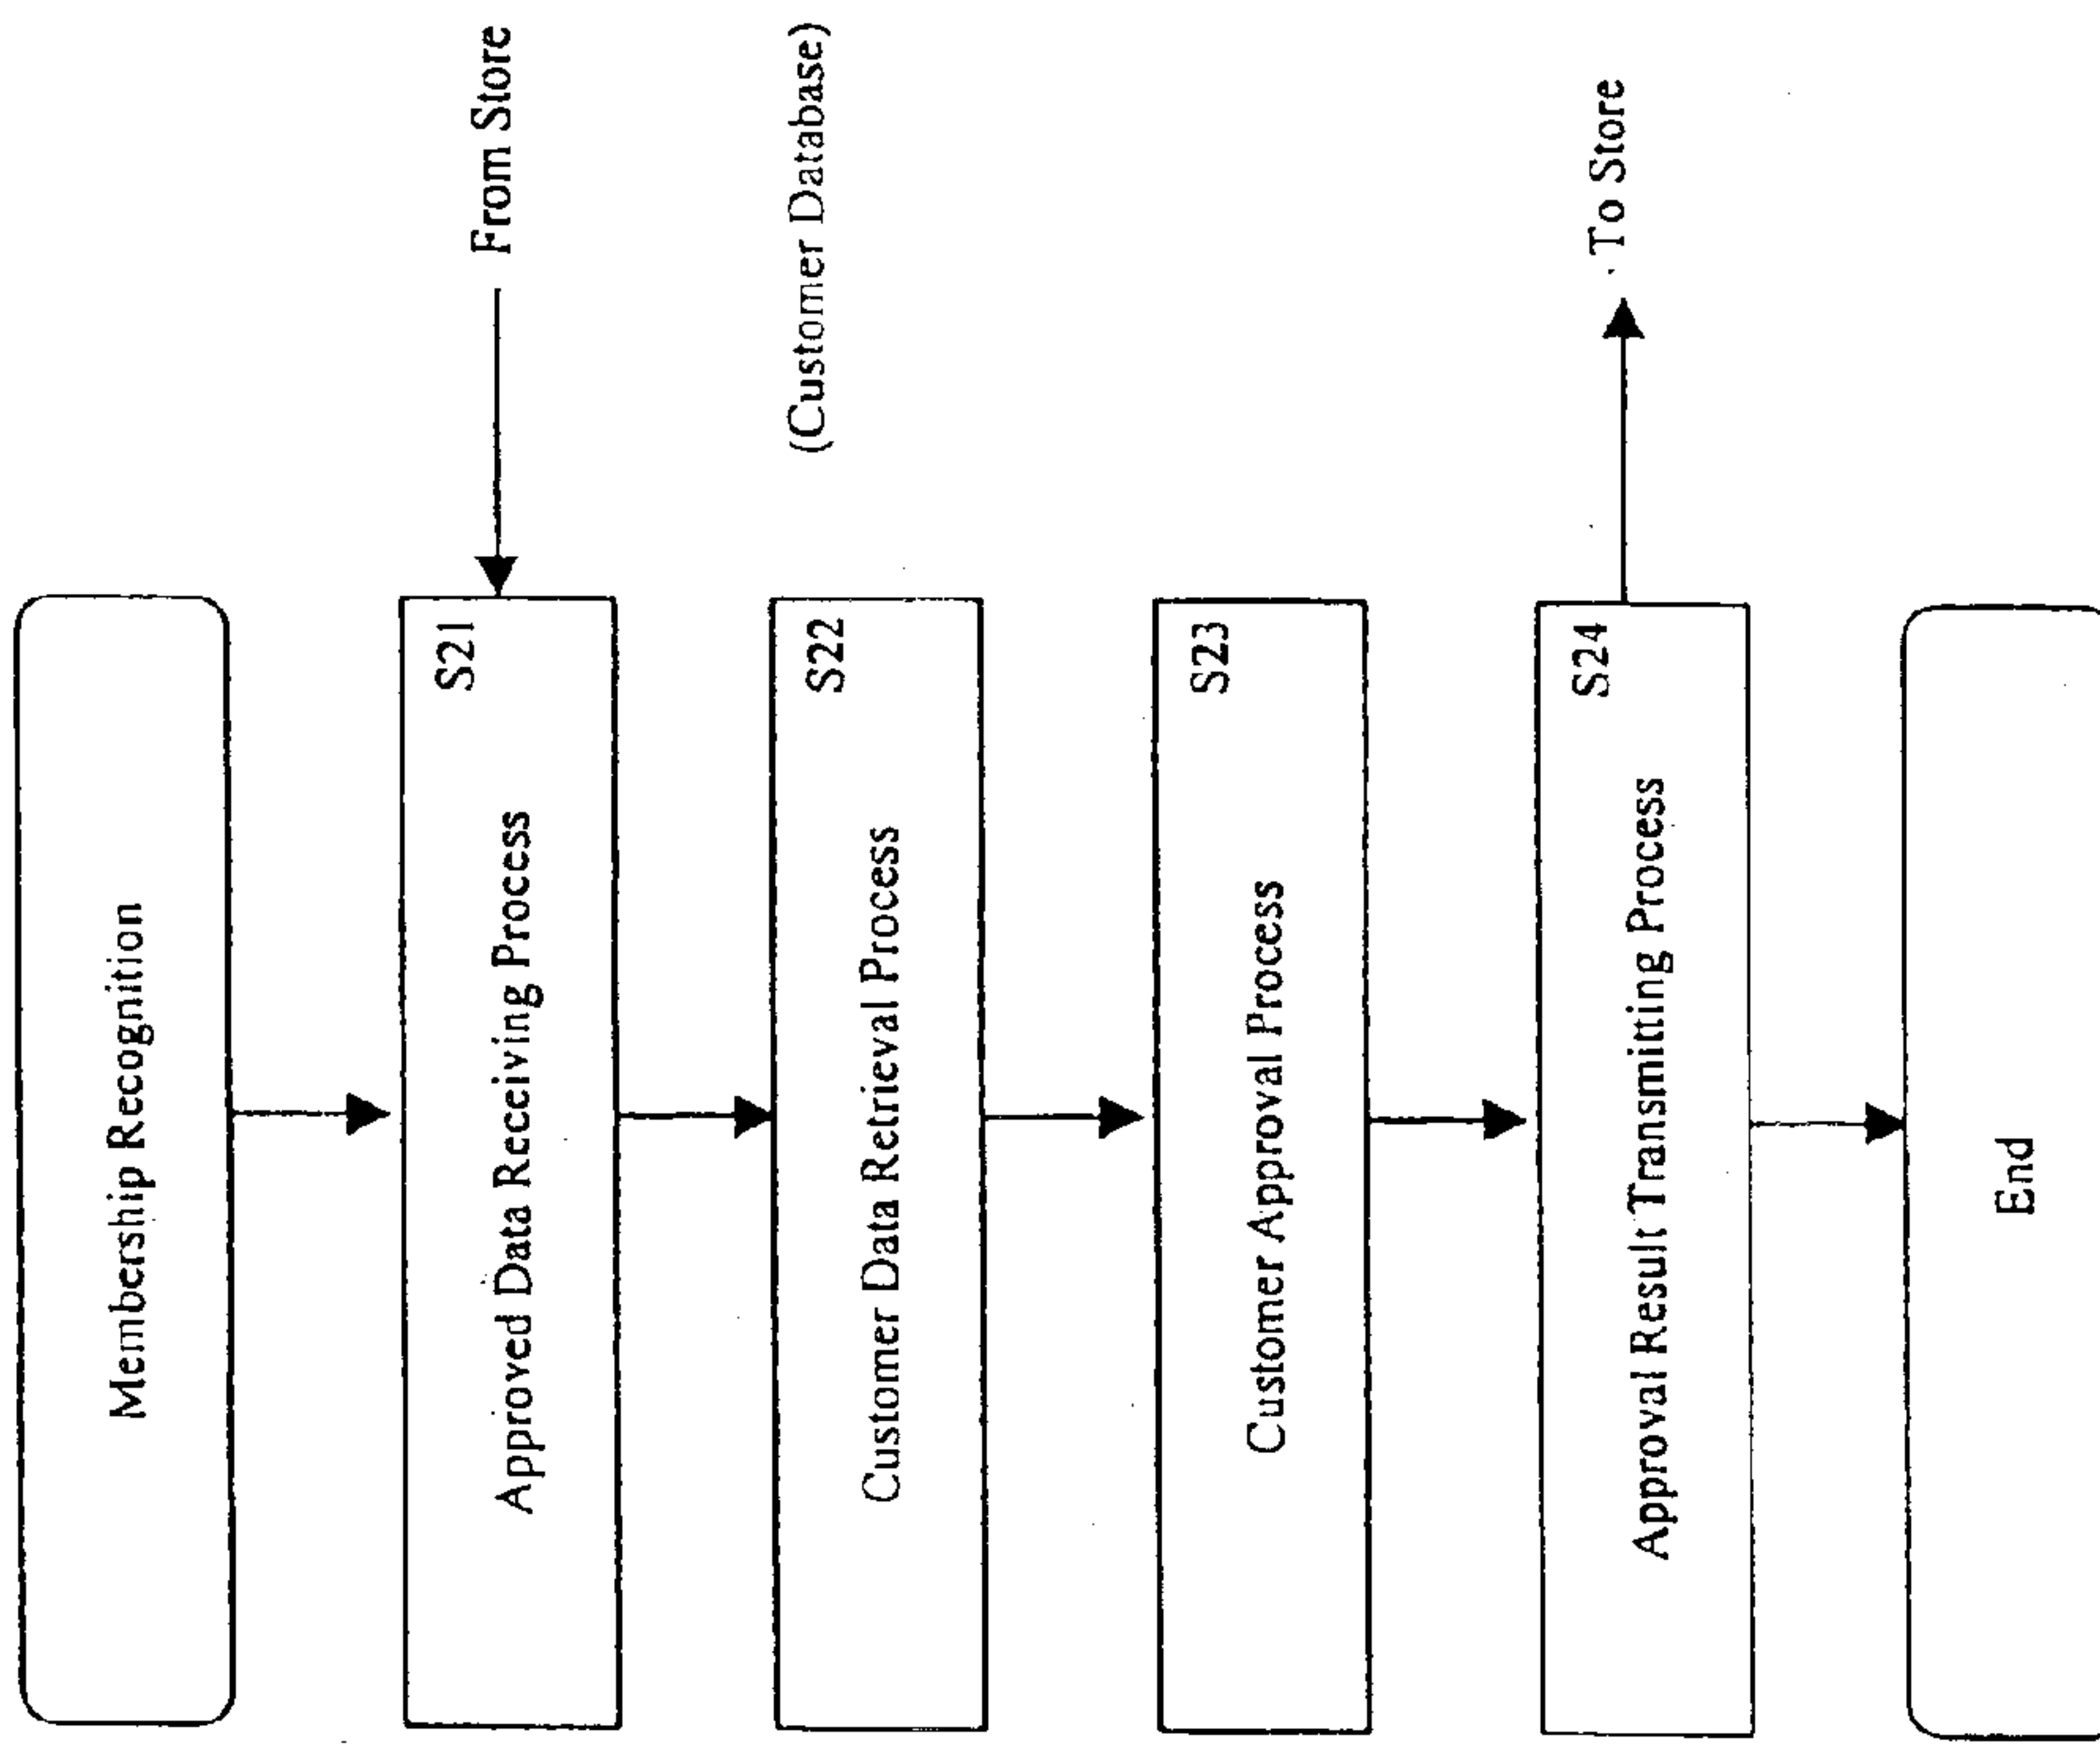 Membership Recognition
S21
Approved Data Receiving Process
From Store
S22
Customer Data Retrieval Process
(Customer Database)
S23
Customer Approval Process
S24
Approval Result Transmitting Process
To Store
End